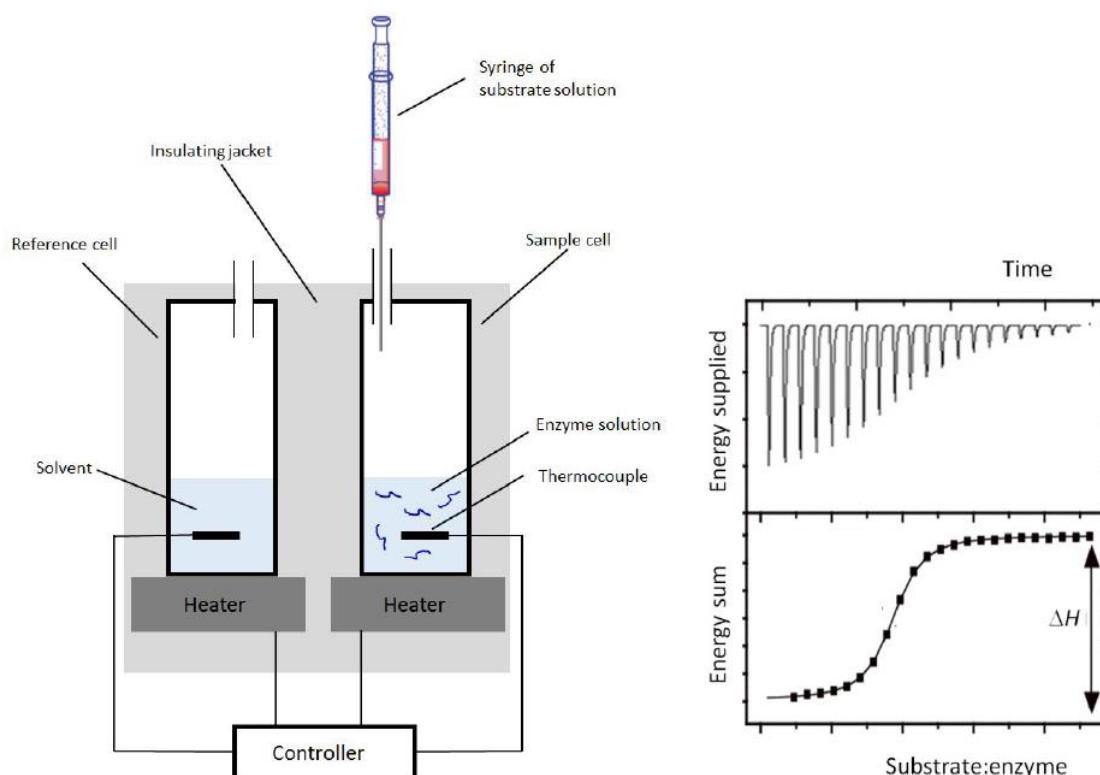 Syringe of
substrate solution
Insulating jacket
Reference cell
Sample cell
Enzyme solution
Solvent
Thermocouple
Heater
Heater
Controller
Time
Energy supplied
Energy sum
ΔH
Substrate:enzyme